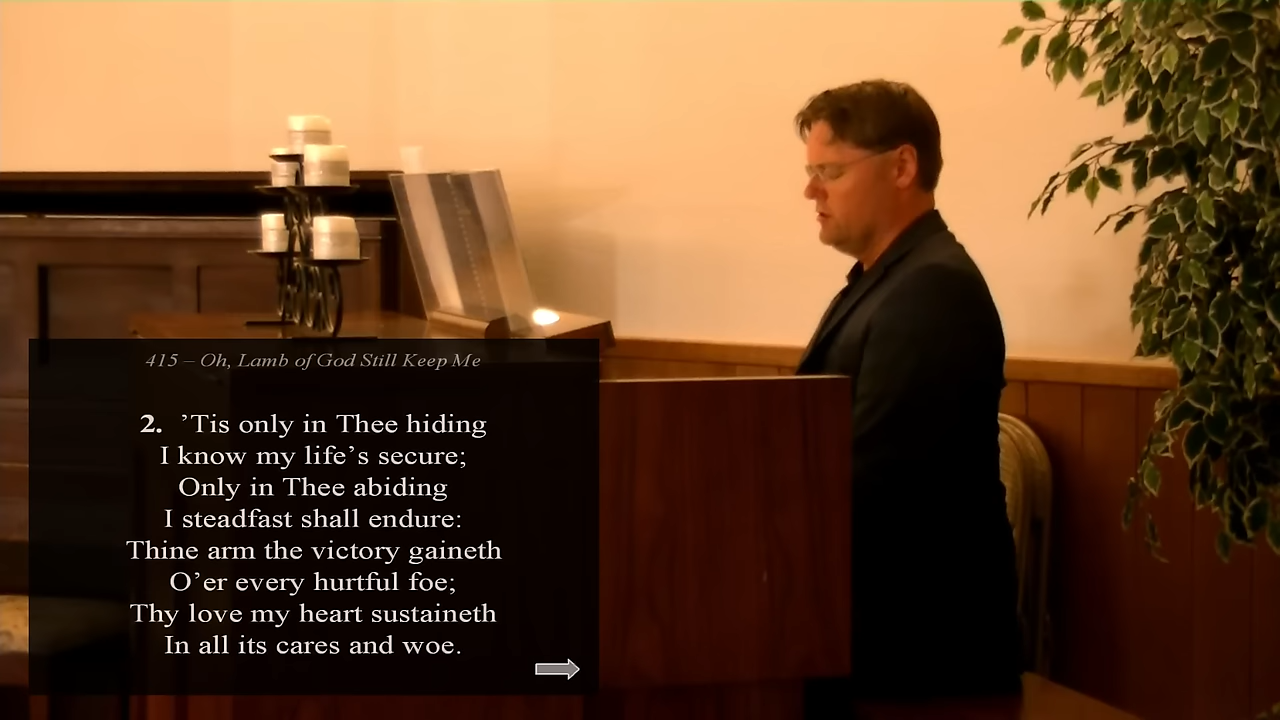 415 – Oh, Lamb of God Still Keep Me
2. ’Tis only in Thee hiding
I know my life’s secure;
Only in Thee abiding
I steadfast shall endure:
Thine arm the victory gaineth
O’er every hurtful foe;
Thy love my heart sustaineth
In all its cares and woe.